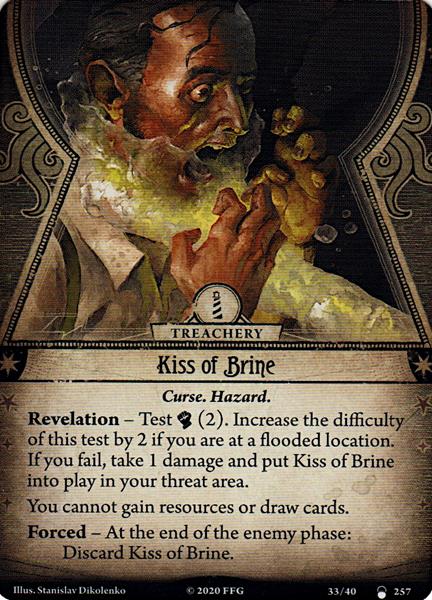 TREACHERY
Kiss of Brine
Curse. Hazard.
Revelation – Test (2). Increase the difficulty
of this test by 2 if you are at a flooded location.
If you fail, take 1 damage and put Kiss of Brine
into play in your threat area.
You cannot gain resources or draw cards.
Forced – At the end of the enemy phase:
Discard Kiss of Brine.
Illus. Stanislav Dikolenko © 2020 FFG 33/40 257